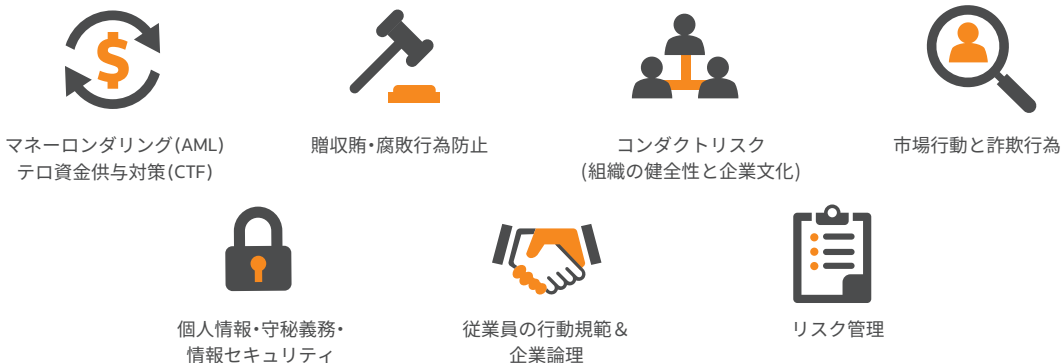 マネーロンダリング(AML)
テロ資金供与対策(CTF)
贈収賄・腐敗行為防止
コンダクトリスク
(組織の健全性と企業文化)
市場行動と詐欺行為
個人情報・守秘義務・
情報セキュリティ
従業員の行動規範＆
企業論理
リスク管理